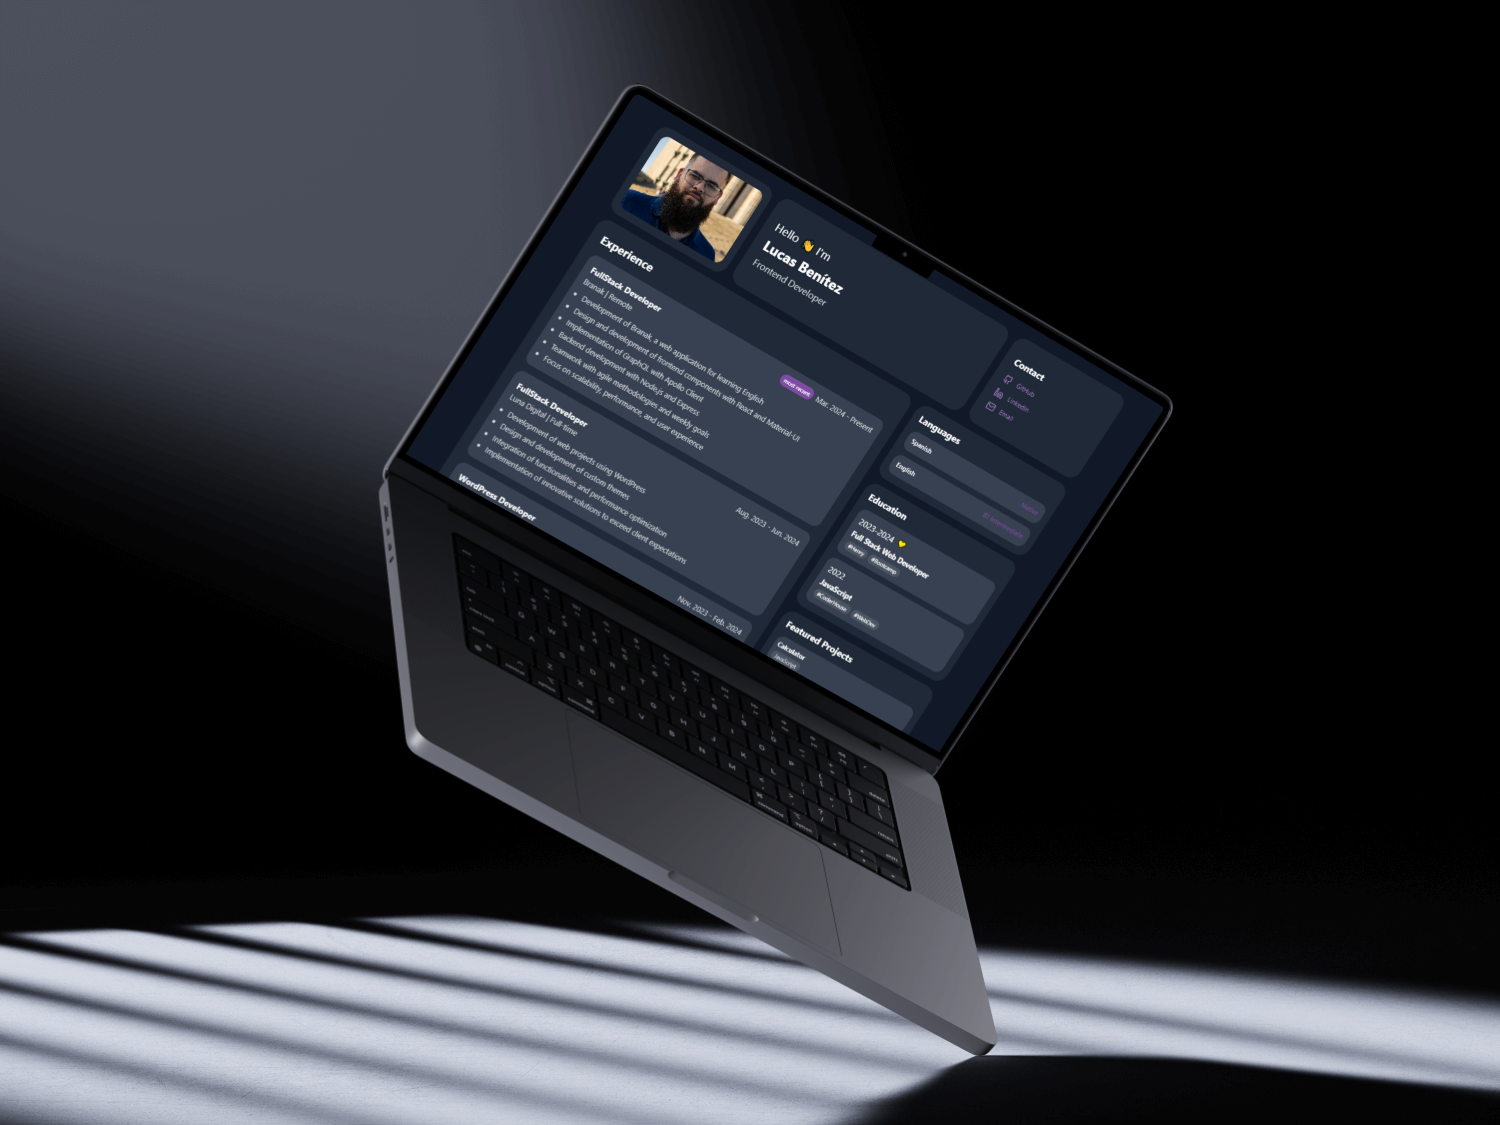 Hello 👋 I'm
Lucas Benítez
Frontend Developer
Contact
GitHub
LinkedIn
Email
Experience
FullStack Developer
Branak | Remote
most recent
Mar. 2024 - Present
Development of Branak, a web application for learning English
Design and development of frontend components with React and Material-UI
Implementation of GraphQL with Apollo Client
Backend development with Node.js and Express
Teamwork with agile methodologies and weekly goals
Focus on scalability, performance, and user experience
FullStack Developer
Luna Digital | Full-time
Aug. 2023 - Jun. 2024
Development of web projects using WordPress
Design and development of custom themes
Integration of functionalities and performance optimization
Implementation of innovative solutions to exceed client expectations
WordPress Developer
Nov. 2023 - Feb. 2024
Languages
Spanish
Native
English
B1 Intermediate
Education
2023-2024 💛
Full Stack Web Developer
#Henry #Bootcamp
2022
JavaScript
#CoderHouse #WebDev
Featured Projects
Calculator
JavaScript